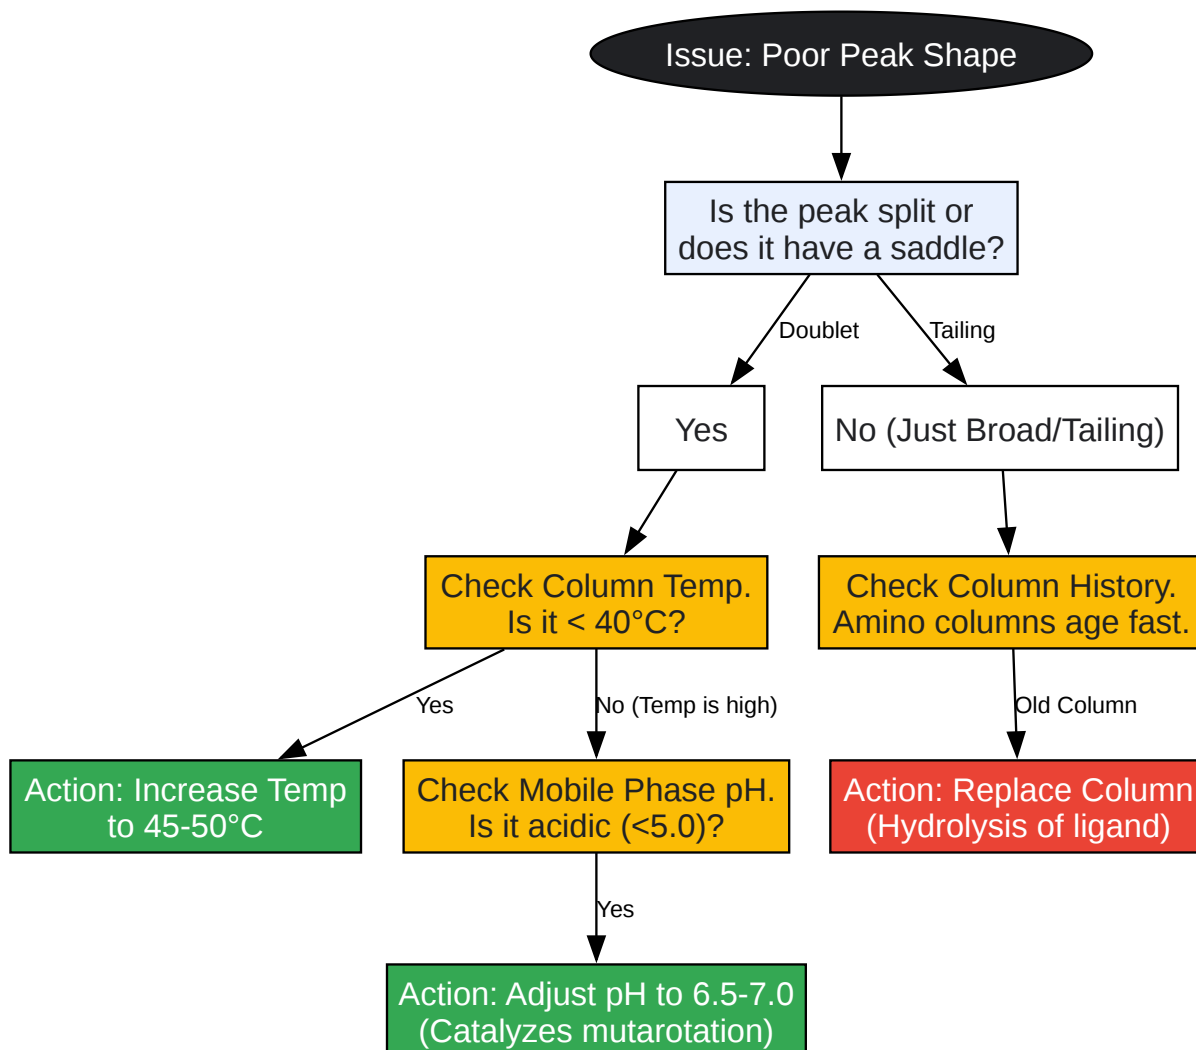 Issue: Poor Peak Shape
Is the peak split or
does it have a saddle?
Doublet
Tailing
Yes
No (Just Broad/Tailing)
Check Column Temp.
Is it < 40°C?
Check Column History.
Amino columns age fast.
Yes
No (Temp is high)
Old Column
Action: Increase Temp
to 45-50°C
Check Mobile Phase pH.
Is it acidic (<5.0)?
Action: Replace Column
(Hydrolysis of ligand)
Yes
Action: Adjust pH to 6.5-7.0
(Catalyzes mutarotation)